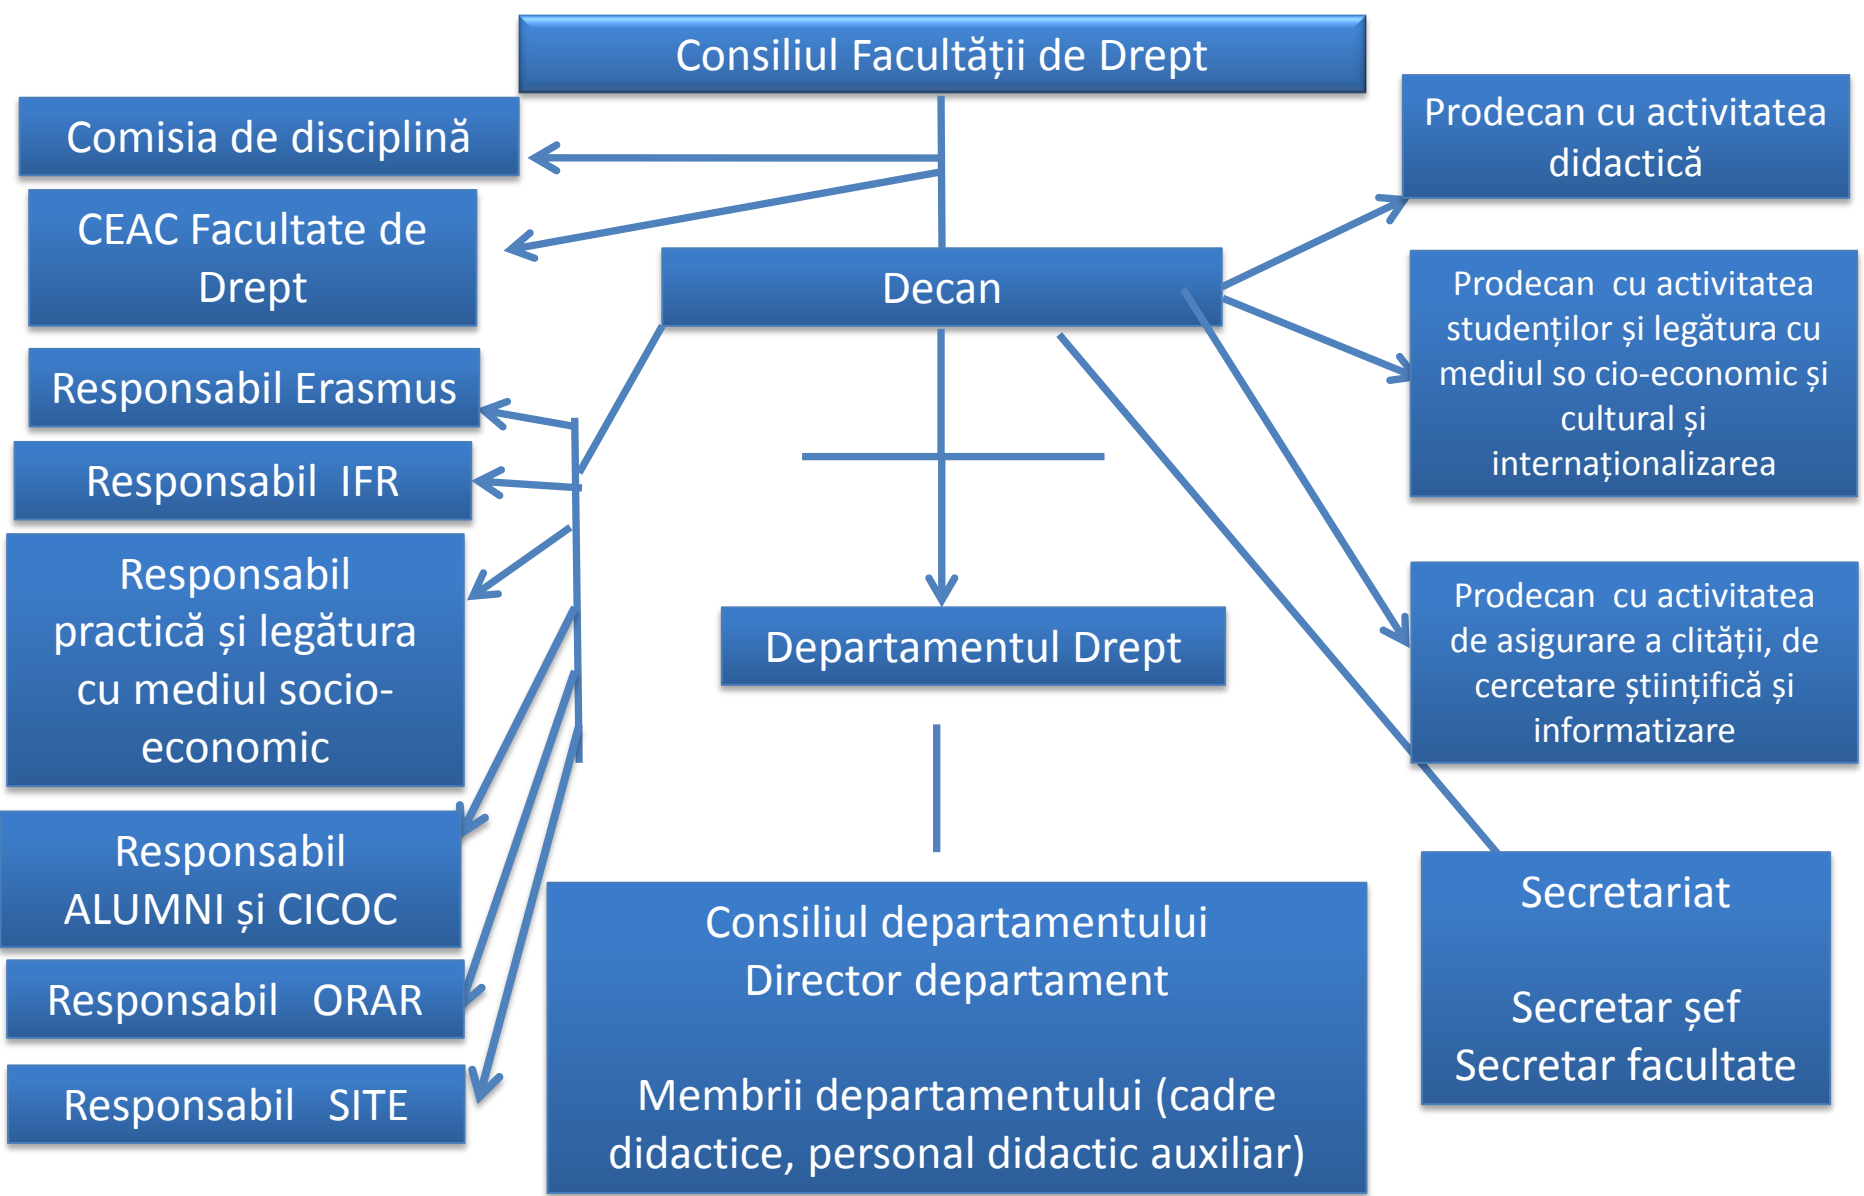 Consiliul Facultății de Drept
Comisia de disciplină
CEAC Facultate de
Drept
Decan
Prodecan cu activitatea
didactică
Prodecan cu activitatea
studenților și legătura cu
mediul so cio-economic și
cultural și
internaționalizarea
Prodecan cu activitatea
de asigurare a clității, de
cercetare științifică și
informatizare
Responsabil Erasmus
Responsabil IFR
Responsabil
practică și legătura
cu mediul socio-
economic
Responsabil
ALUMNI și CICOC
Responsabil ORAR
Responsabil SITE
Departamentul Drept
Consiliul departamentului
Director departament
Membrii departamentului (cadre
didactice, personal didactic auxiliar)
Secretariat
Secretar șef
Secretar facultate